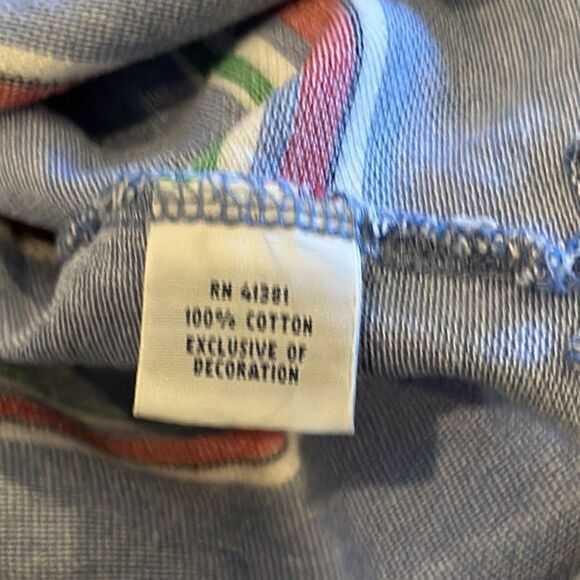 RN 41381
100% COTTON
EXCLUSIVE OF
DECORATION